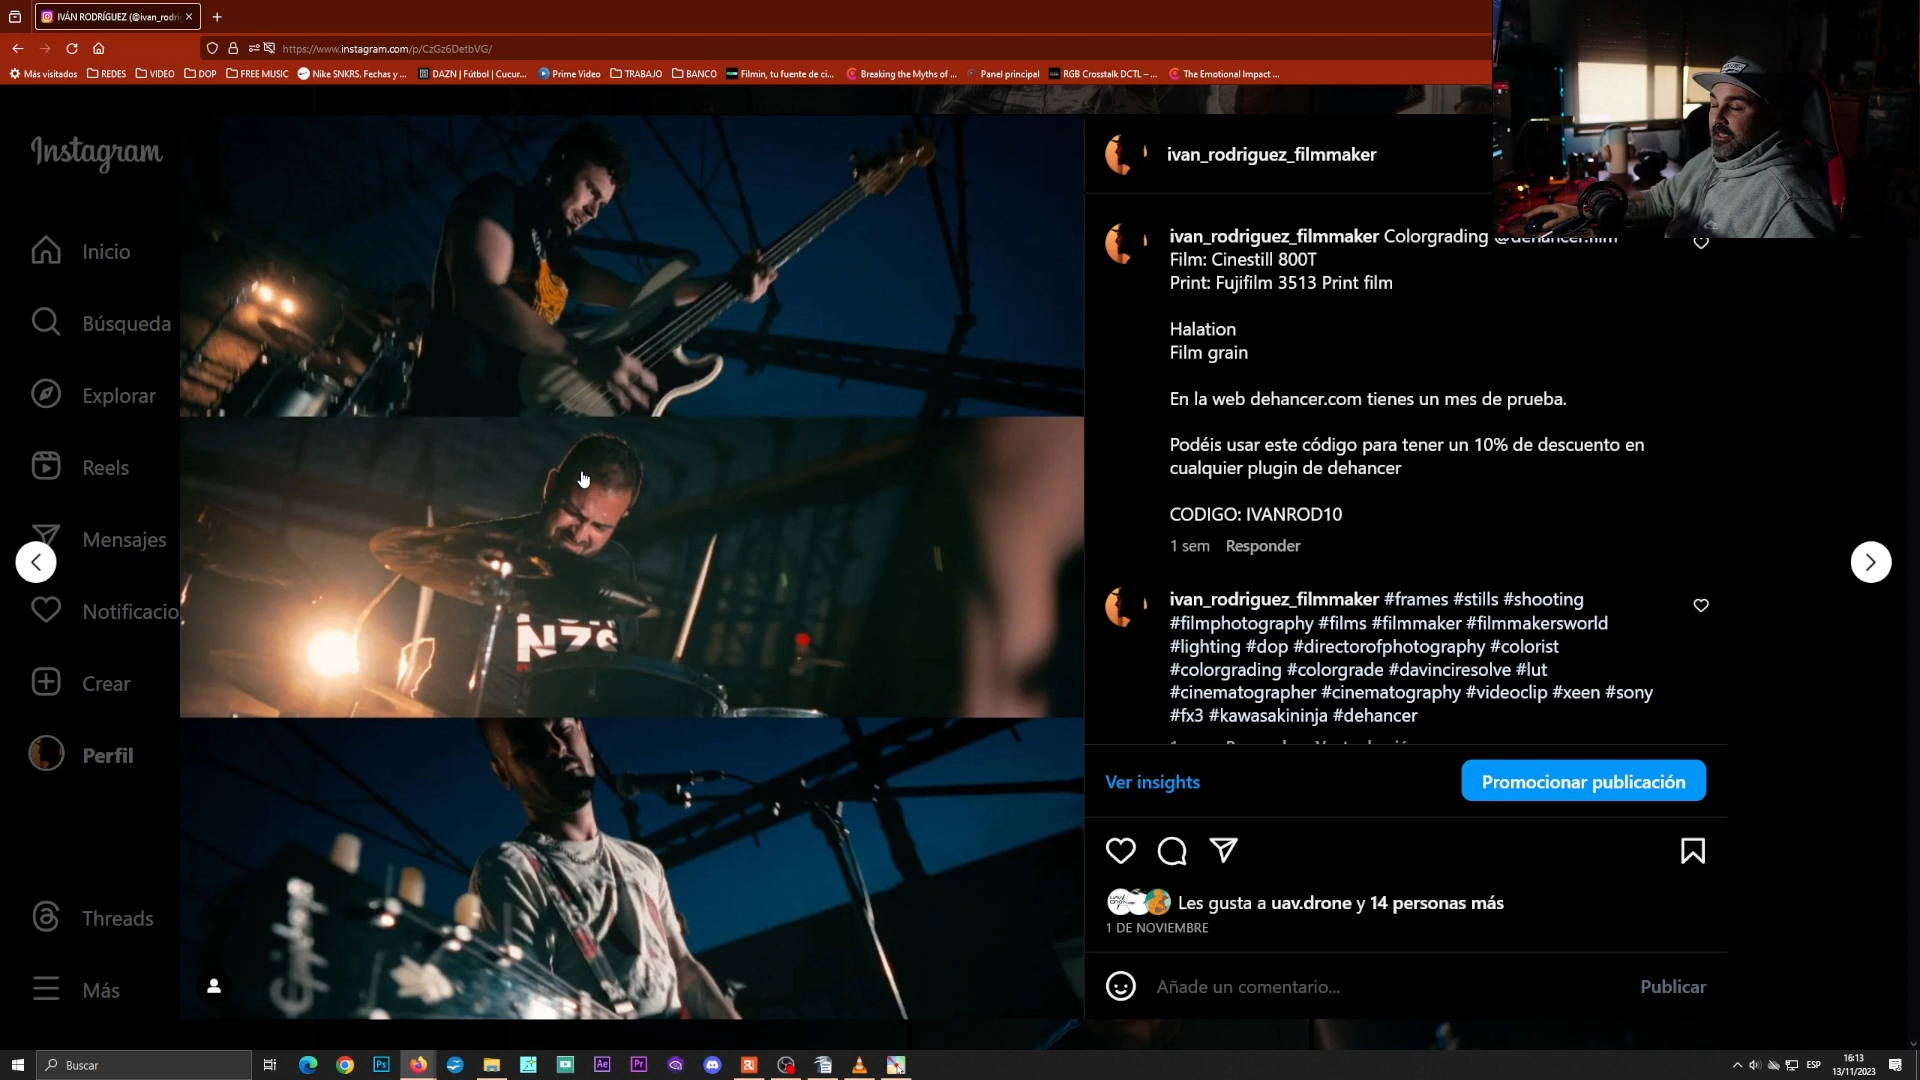 IVÁN RODRÍGUEZ (@ivan_rodri
https://www.instagram.com/p/CzGz6DetbVG/
Más visitados REDES VIDEO DOP FREE MUSIC Nike SNKRS. Fechas y ... DAZN | Fútbol | Cucur... Prime Video TRABAJO BANCO Filmin, tu fuente de ci... Breaking the Myths of ... Panel principal RGB Crosstalk DCTL – ... The Emotional Impact ...
Instagram
Inicio
Búsqueda
Explorar
Reels
Mensajes
Notificacio
Crear
Perfil
Threads
Más
NZS
Epiphone
ivan_rodriguez_filmmaker
ivan_rodriguez_filmmaker Colorgrading @dehancer.film
Film: Cinestill 800T
Print: Fujifilm 3513 Print film
Halation
Film grain
En la web dehancer.com tienes un mes de prueba.
Podéis usar este código para tener un 10% de descuento en
cualquier plugin de dehancer
CODIGO: IVANROD10
1 sem Responder
ivan_rodriguez_filmmaker #frames #stills #shooting
#filmphotography #films #filmmaker #filmmakersworld
#lighting #dop #directorofphotography #colorist
#colorgrading #colorgrade #davinciresolve #lut
#cinematographer #cinematography #videoclip #xeen #sony
#fx3 #kawasakininja #dehancer
Ver insights
Promocionar publicación
Les gusta a uav.drone y 14 personas más
1 DE NOVIEMBRE
Añade un comentario...
Publicar
Buscar
Ps
Ae
Pr
ESP
16:13
13/11/2023